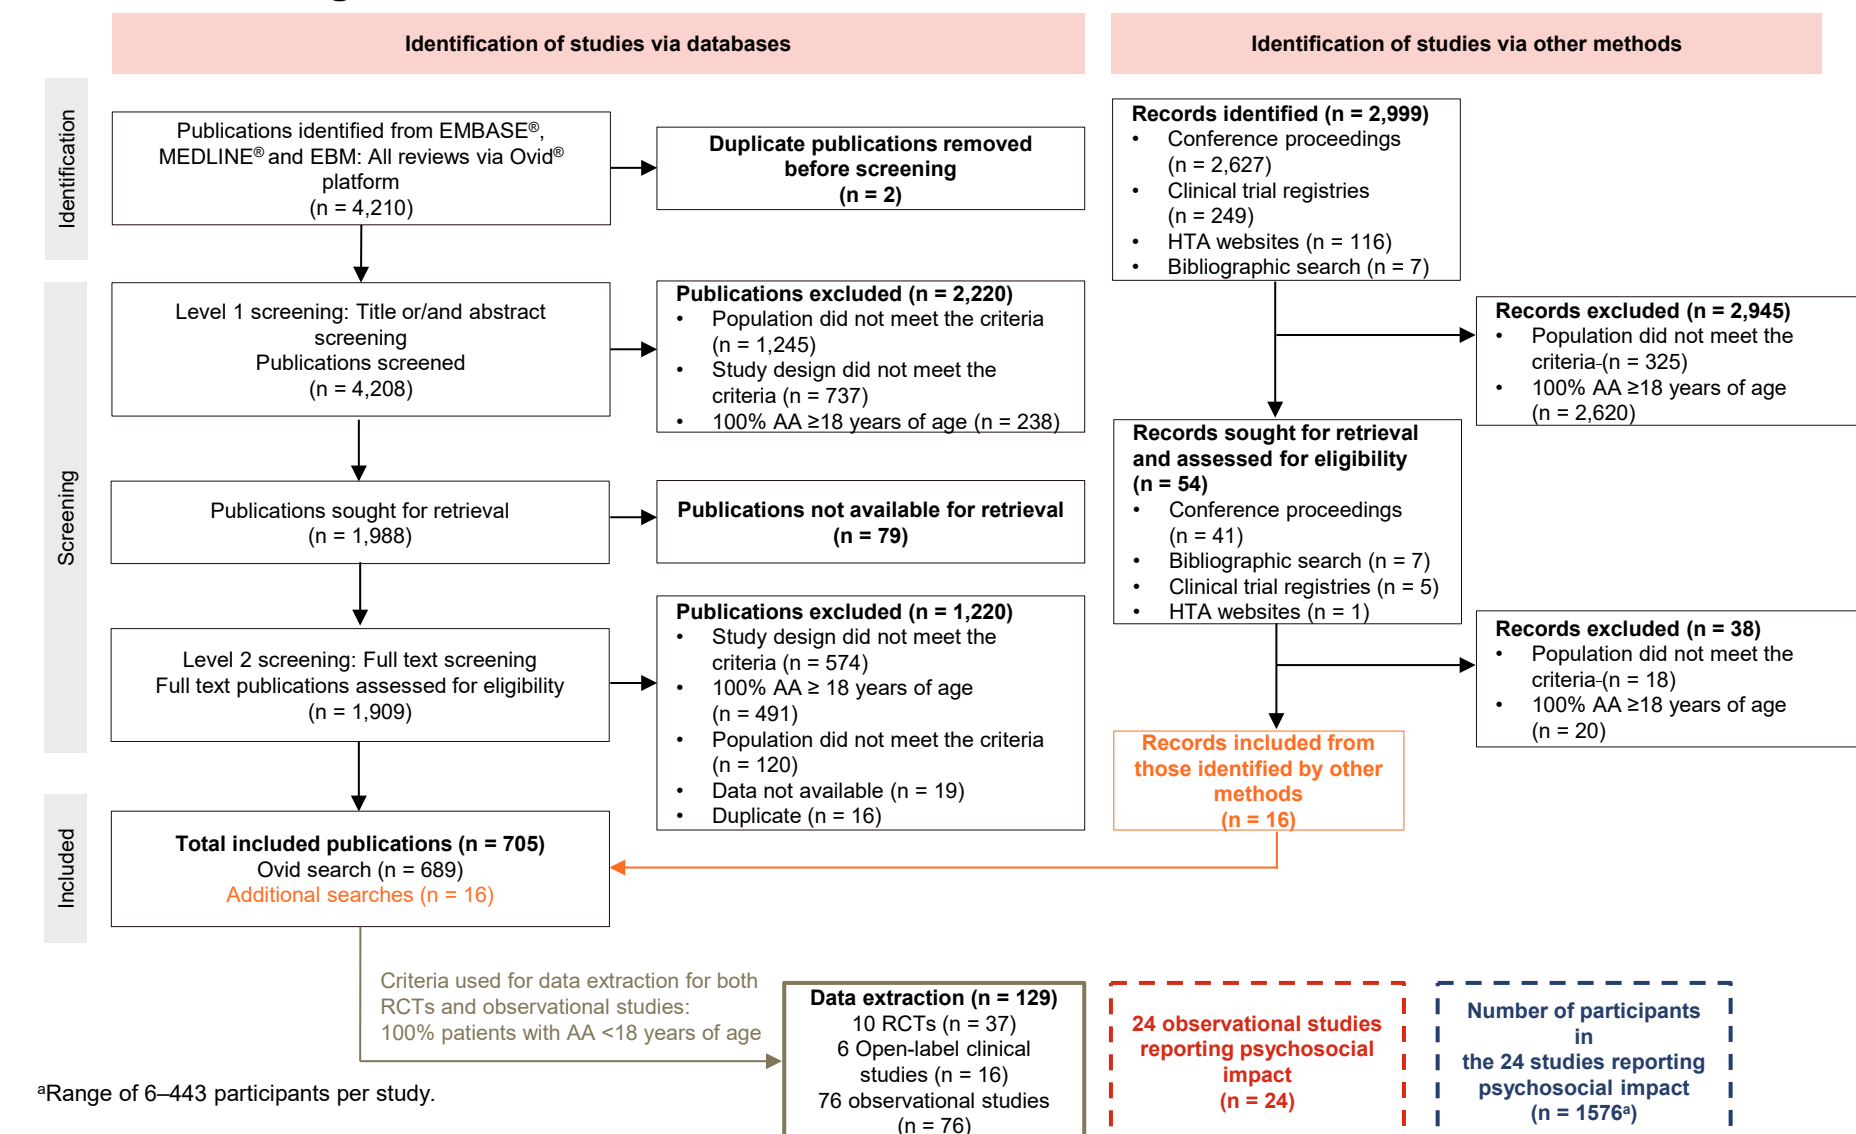 Identification of studies via databases
Identification of studies via other methods
Identification
Publications identified from EMBASE®,
MEDLINE® and EBM: All reviews via Ovid®
platform
(n = 4,210)
Duplicate publications removed
before screening
(n = 2)
Records identified (n = 2,999)
• Conference proceedings
(n = 2,627)
• Clinical trial registries
(n = 249)
• HTA websites (n = 116)
• Bibliographic search (n = 7)
Screening
Level 1 screening: Title or/and abstract
screening
Publications screened
(n = 4,208)
Publications excluded (n = 2,220)
• Population did not meet the criteria
(n = 1,245)
• Study design did not meet the
criteria (n = 737)
• 100% AA ≥18 years of age (n = 238)
Records excluded (n = 2,945)
• Population did not meet the
criteria-(n = 325)
• 100% AA ≥18 years of age
(n = 2,620)
Publications sought for retrieval
(n = 1,988)
Publications not available for retrieval
(n = 79)
Records sought for retrieval
and assessed for eligibility
(n = 54)
• Conference proceedings
(n = 41)
• Bibliographic search (n = 7)
• Clinical trial registries (n = 5)
• HTA websites (n = 1)
Level 2 screening: Full text screening
Full text publications assessed for eligibility
(n = 1,909)
Publications excluded (n = 1,220)
• Study design did not meet the
criteria (n = 574)
• 100% AA ≥ 18 years of age
(n = 491)
• Population did not meet the criteria
(n = 120)
• Data not available (n = 19)
• Duplicate (n = 16)
Records excluded (n = 38)
• Population did not meet the
criteria-(n = 18)
• 100% AA ≥18 years of age
(n = 20)
Records included from
those identified by other
methods
(n = 16)
Included
Total included publications (n = 705)
Ovid search (n = 689)
Additional searches (n = 16)
Criteria used for data extraction for both
RCTs and observational studies:
100% patients with AA <18 years of age
Data extraction (n = 129)
10 RCTs (n = 37)
6 Open-label clinical
studies (n = 16)
76 observational studies
(n = 76)
24 observational studies
reporting psychosocial
impact
(n = 24)
Number of participants
in
the 24 studies reporting
psychosocial impact
(n = 1576ª)
ªRange of 6–443 participants per study.